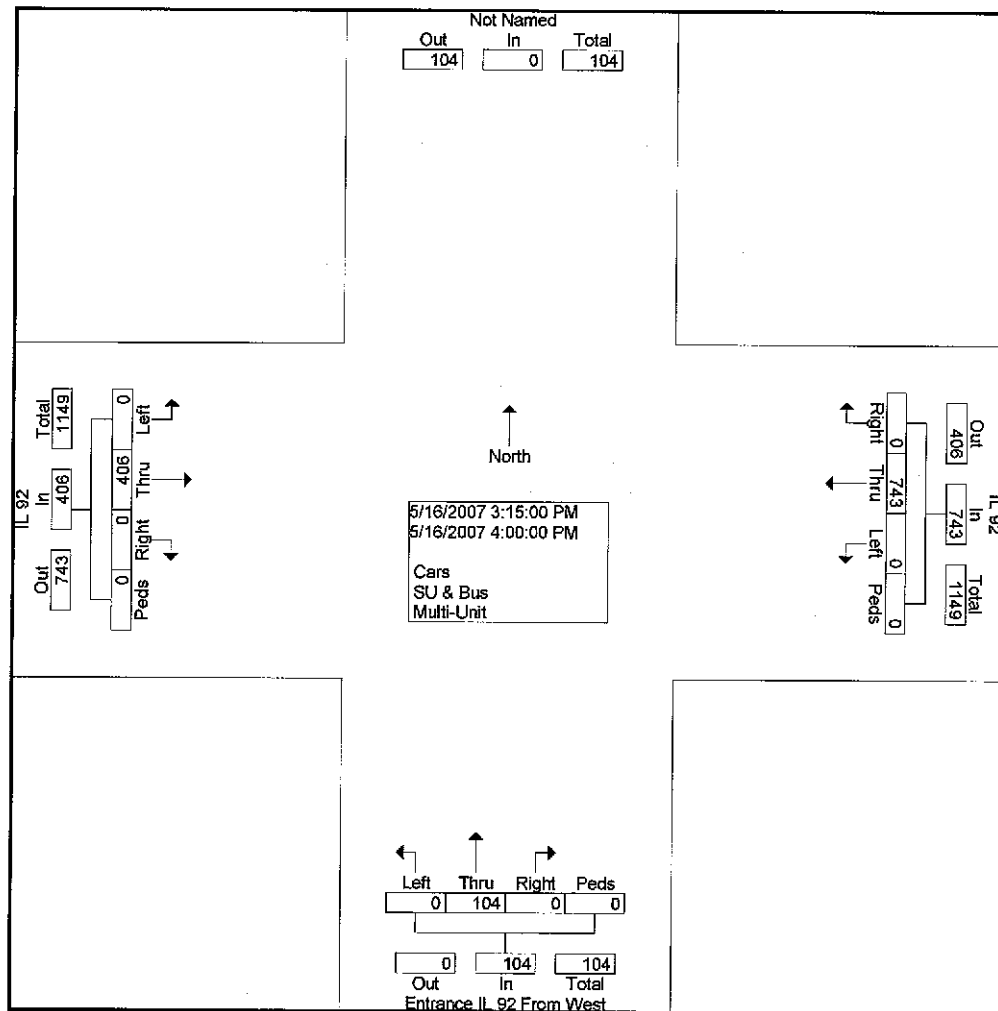 Not Named
Out In Total
104 0 104
IL 92
Total In Out
1149 406 743
0 406 0 0
Left Thru Right Peds
North
5/16/2007 3:15:00 PM
5/16/2007 4:00:00 PM
Cars
SU & Bus
Multi-Unit
Right Thru Left Peds
0 743 0 0
Out In Total
406 743 1149
IL 92
Left Thru Right Peds
0 104 0 0
0 104 104
Out In Total
Entrance IL 92 From West